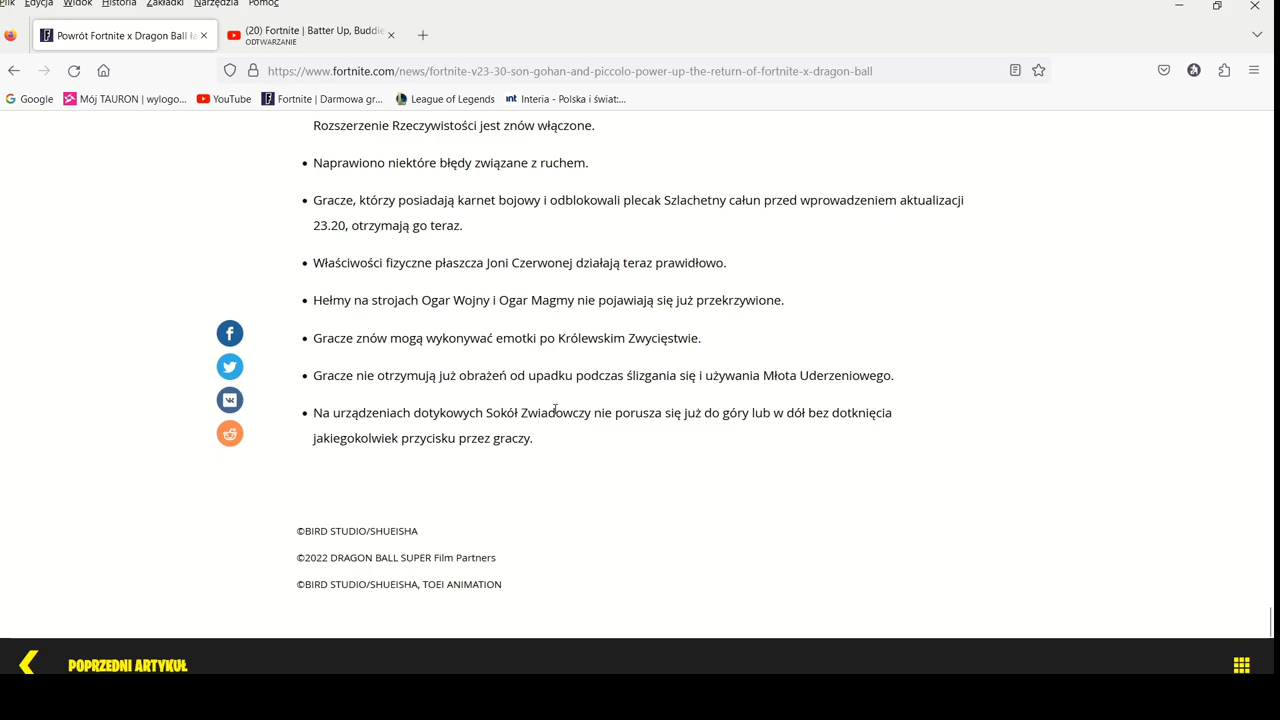 Plik Edycja Widok Historia Zakładki Narzędzia Pomoc
Powrót Fortnite x Dragon Ball ła
(20) Fortnite | Batter Up, Buddie
ODTWARZANIE
https://www.fortnite.com/news/fortnite-v23-30-son-gohan-and-piccolo-power-up-the-return-of-fortnite-x-dragon-ball
Google Mój TAURON | wylogo... YouTube Fortnite | Darmowa gr... League of Legends int Interia - Polska i świat:...
Rozszerzenie Rzeczywistości jest znów włączone.
• Naprawiono niektóre błędy związane z ruchem.
• Gracze, którzy posiadają karnet bojowy i odblokowali plecak Szlachetny całun przed wprowadzeniem aktualizacji
23.20, otrzymają go teraz.
• Właściwości fizyczne płaszcza Joni Czerwonej działają teraz prawidłowo.
• Hełmy na strojach Ogar Wojny i Ogar Magmy nie pojawiają się już przekrzywione.
• Gracze znów mogą wykonywać emotki po Królewskim Zwycięstwie.
• Gracze nie otrzymują już obrażeń od upadku podczas ślizgania się i używania Młota Uderzeniowego.
• Na urządzeniach dotykowych Sokół Zwiadowczy nie porusza się już do góry lub w dół bez dotknięcia
jakiegokolwiek przycisku przez graczy.
©BIRD STUDIO/SHUEISHA
©2022 DRAGON BALL SUPER Film Partners
©BIRD STUDIO/SHUEISHA, TOEI ANIMATION
POPRZEDNI ARTYKUŁ